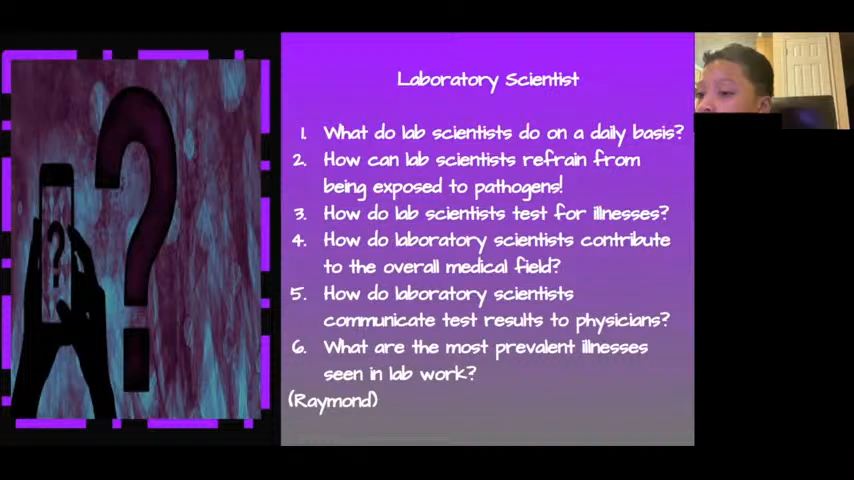 Laboratory Scientist
1. What do lab scientists do on a daily basis?
2. How can lab scientists refrain from
being exposed to pathogens!
3. How do lab scientists test for illnesses?
4. How do laboratory scientists contribute
to the overall medical field?
5. How do laboratory scientists
communicate test results to physicians?
6. What are the most prevalent illnesses
seen in lab work?
(Raymond)